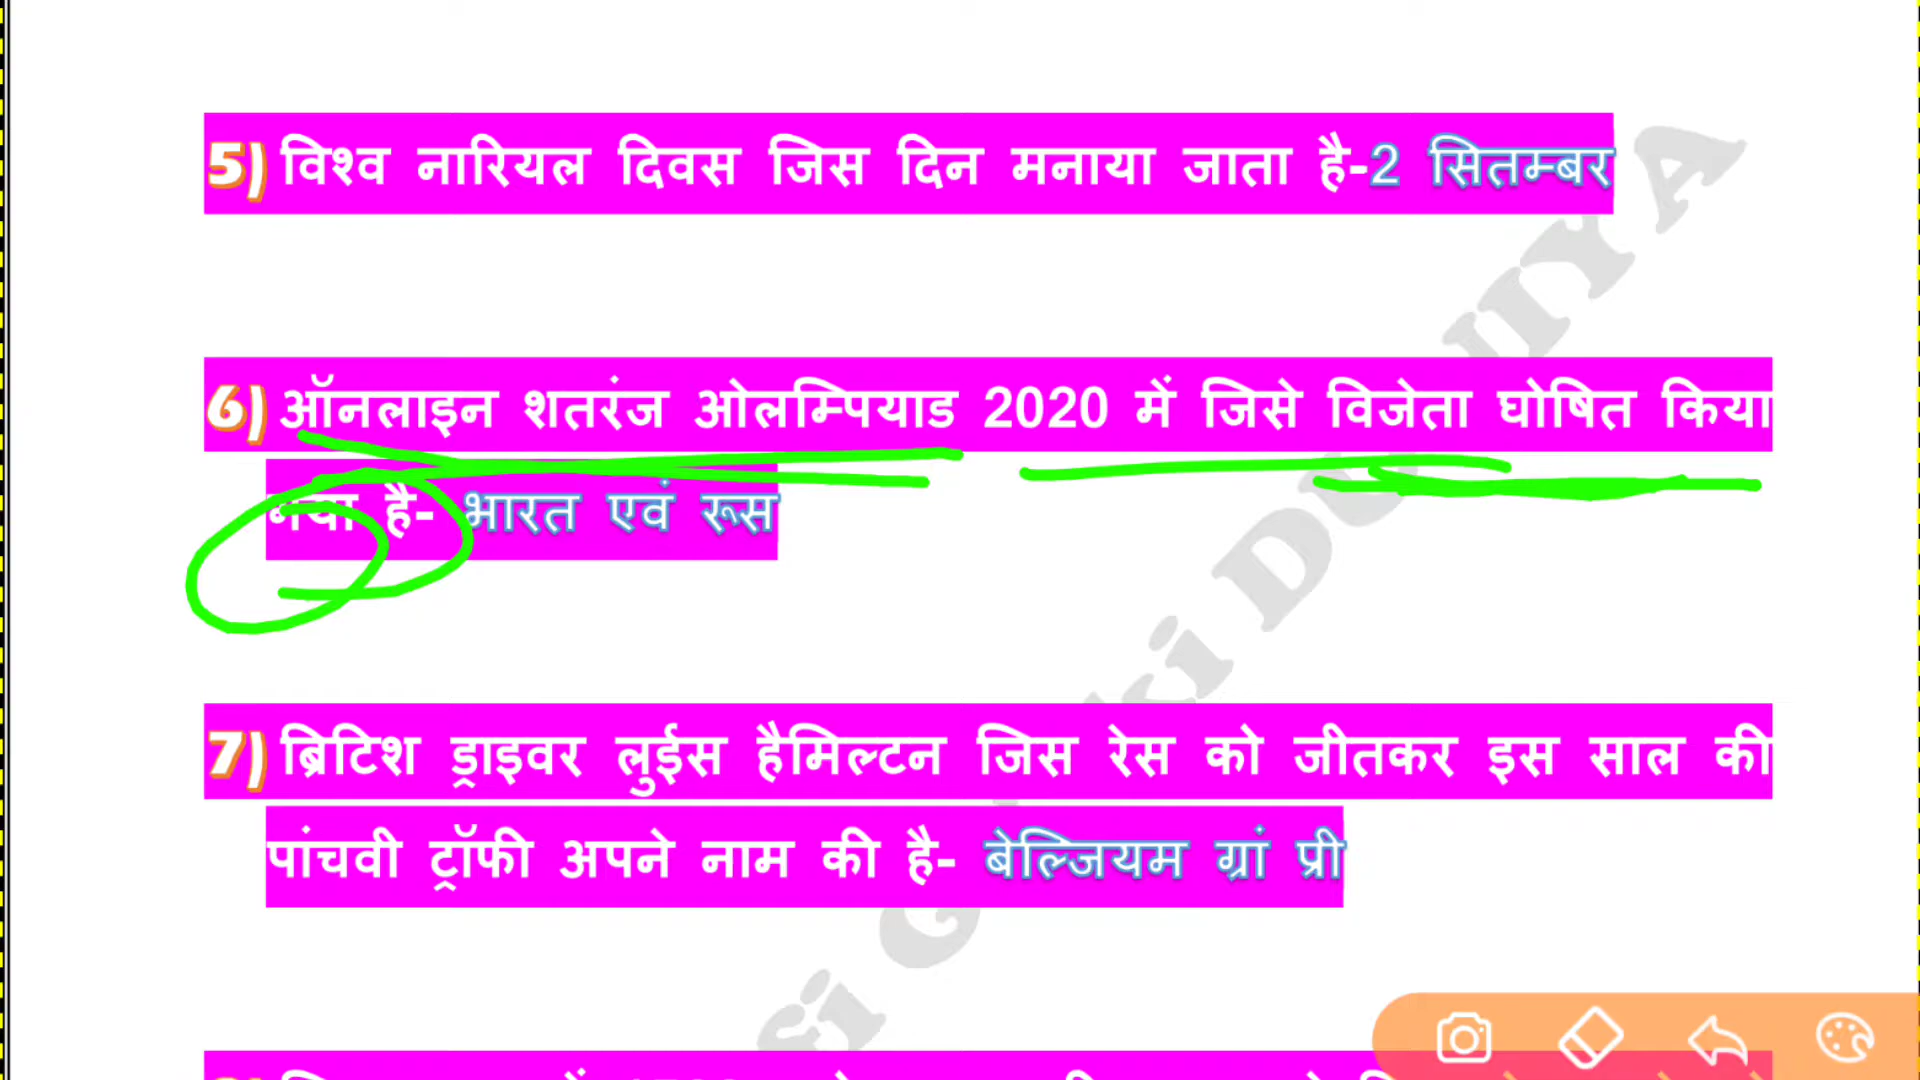 5) विश्व नारियल दिवस जिस दिन मनाया जाता है-2 सितम्बर
6) ऑनलाइन शतरंज ओलम्पियाड 2020 में जिसे विजेता घोषित किया
गया है- भारत एवं रूस
7) ब्रिटिश ड्राइवर लुईस हैमिल्टन जिस रेस को जीतकर इस साल की
पांचवी ट्रॉफी अपने नाम की है- बेल्जियम ग्रां प्री